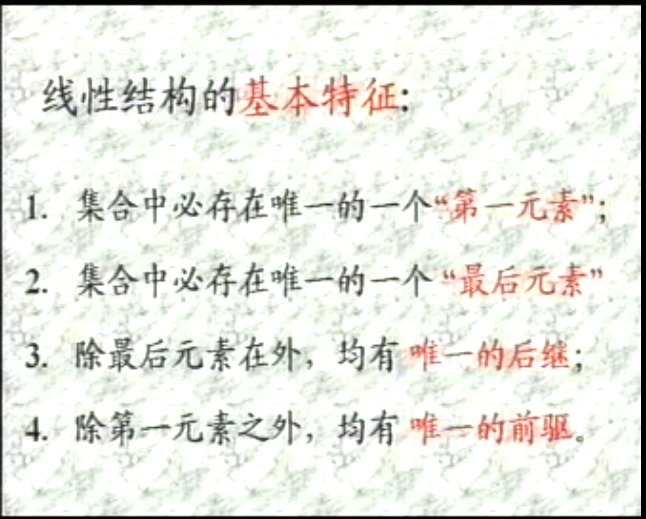 线性结构的基本特征:
1. 集合中必存在唯一的一个“第一元素”;
2. 集合中必存在唯一的一个“最后元素”
3. 除最后元素在外，均有 唯一的后继;
4. 除第一元素之外，均有 唯一的前驱。